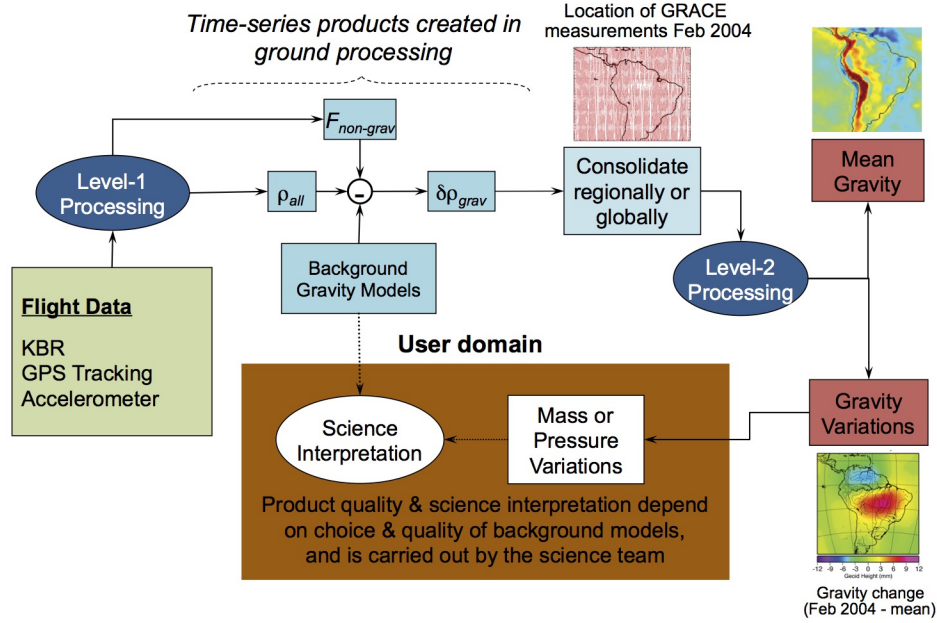 Time-series products created in
ground processing
Location of GRACE
measurements Feb 2004
F non-grav
Level-1
Processing
ρall
-
δρgrav
Consolidate
regionally or
globally
Mean
Gravity
Background
Gravity Models
Level-2
Processing
Flight Data
KBR
GPS Tracking
Accelerometer
User domain
Science
Interpretation
Mass or
Pressure
Variations
Gravity
Variations
Product quality & science interpretation depend
on choice & quality of background models,
and is carried out by the science team
-12 -9 -6 -3 0 3 6 9 12
Geoid Height (mm)
Gravity change
(Feb 2004 - mean)